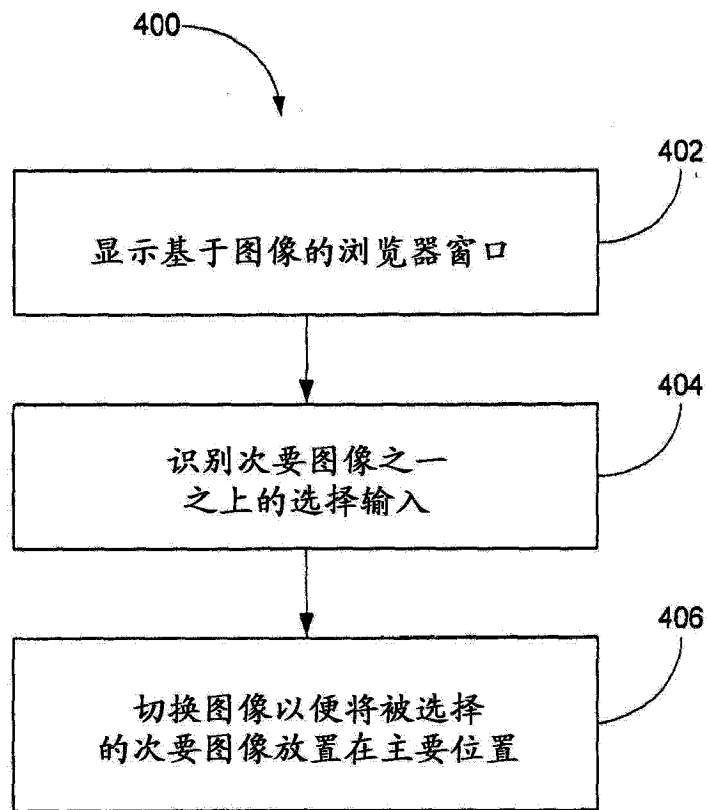 400
402
显示基于图像的浏览器窗口
404
识别次要图像之一
之上的选择输入
406
切换图像以便将被选择
的次要图像放置在主要位置